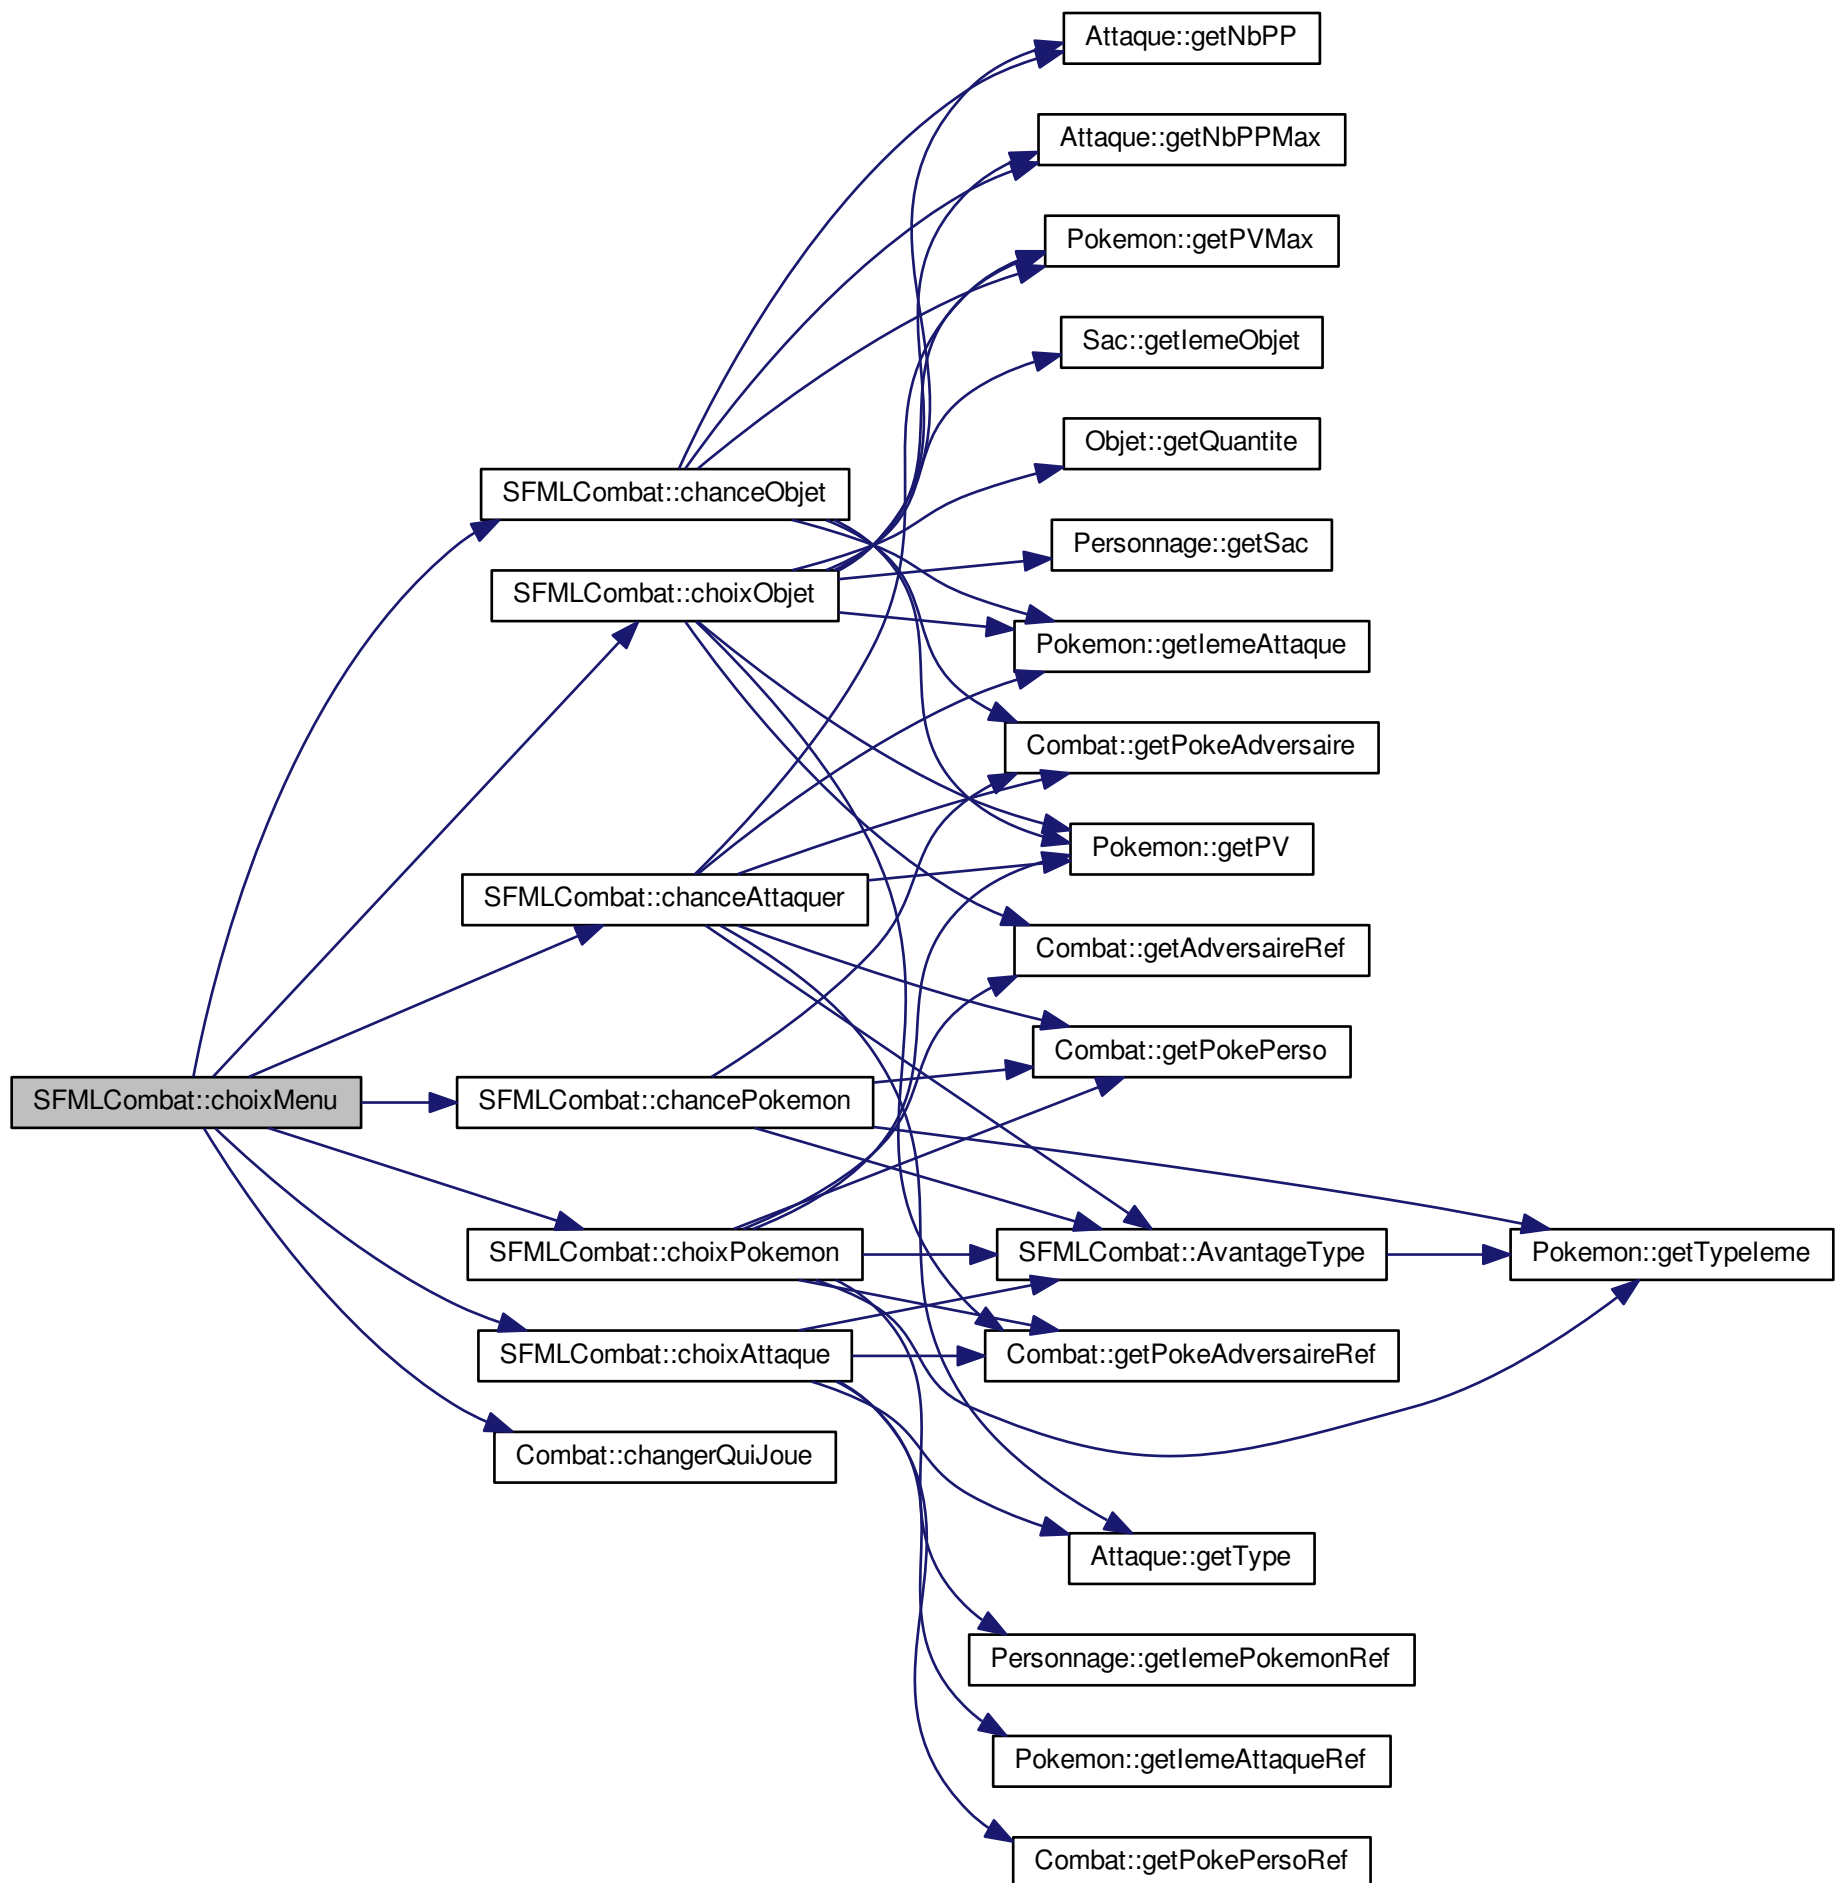 Attaque::getNbPP
Attaque::getNbPPMax
Pokemon::getPVMax
Sac::getIemeObjet
Objet::getQuantite
SFMLCombat::chanceObjet
Personnage::getSac
SFMLCombat::choixObjet
Pokemon::getIemeAttaque
Combat::getPokeAdversaire
Pokemon::getPV
SFMLCombat::chanceAttaquer
Combat::getAdversaireRef
Combat::getPokePerso
SFMLCombat::choixMenu
SFMLCombat::chancePokemon
SFMLCombat::choixPokemon
SFMLCombat::AvantageType
Pokemon::getTypeIeme
SFMLCombat::choixAttaque
Combat::getPokeAdversaireRef
Combat::changerQuiJoue
Attaque::getType
Personnage::getIemePokemonRef
Pokemon::getIemeAttaqueRef
Combat::getPokePersoRef